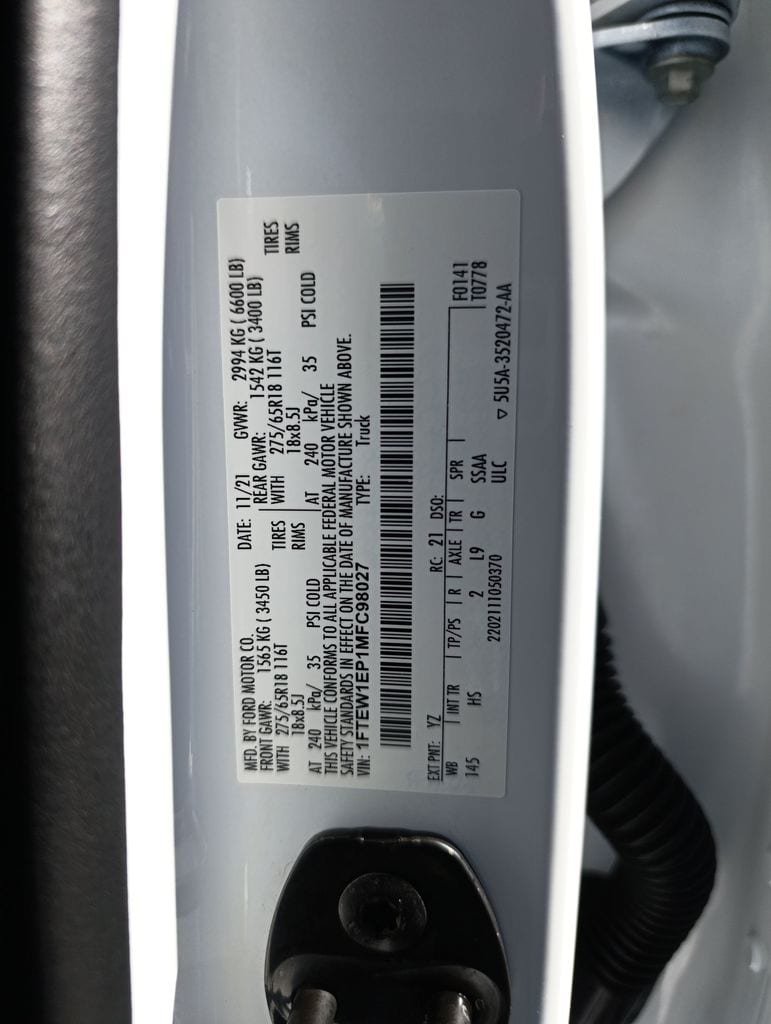 MFD. BY FORD MOTOR CO.
DATE: 11/21 GVWR: 2994 KG ( 6600 LB)
FRONT GAWR: 1565 KG ( 3450 LB) REAR GAWR: 1542 KG ( 3400 LB)
WITH 275/65R18 116T TIRES WITH 275/65R18 116T TIRES
18x8.5J RIMS 18x8.5J RIMS
AT 240 kPa/ 35 PSI COLD AT 240 kPa/ 35 PSI COLD
THIS VEHICLE CONFORMS TO ALL APPLICABLE FEDERAL MOTOR VEHICLE
SAFETY STANDARDS IN EFFECT ON THE DATE OF MANUFACTURE SHOWN ABOVE.
VIN: 1FTEW1EP1MFC98027 TYPE: Truck
EXT PNT: YZ RC: 21 DSO:
WB INT TR TP/PS R AXLE TR SPR F0141
145 HS 2 L9 G SSAA T0778
2202111050370 ULC ▽ 5U5A-3520472-AA